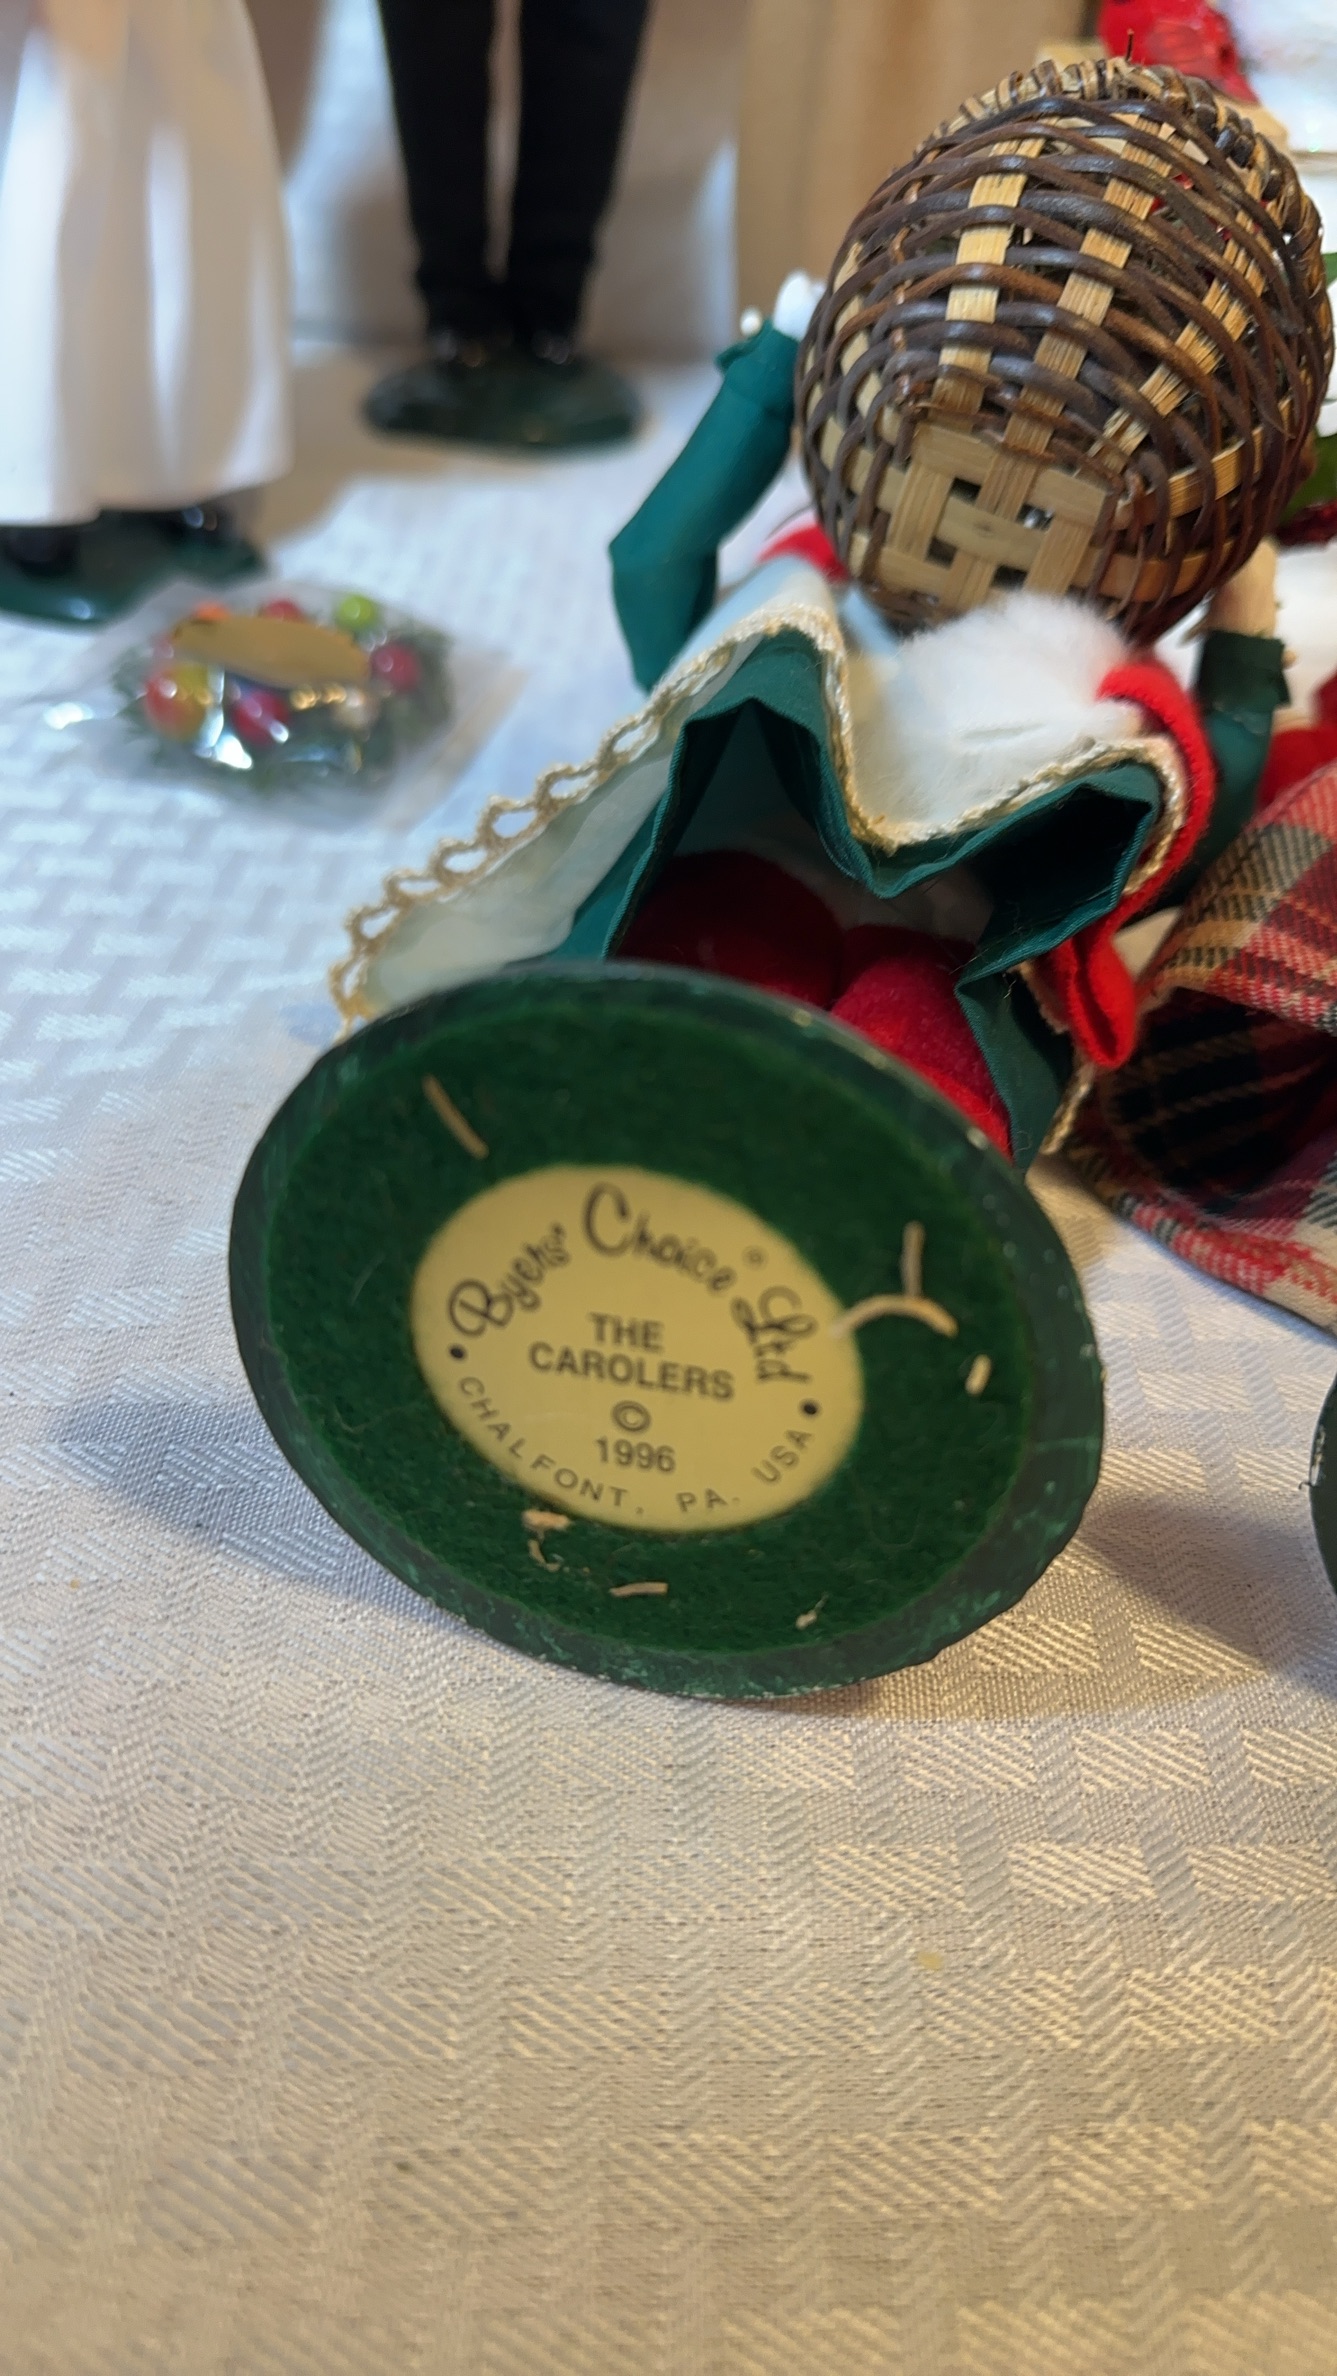 Byers' Choice® Ltd
THE
CAROLERS
©
1996
• CHALFONT, PA. USA •